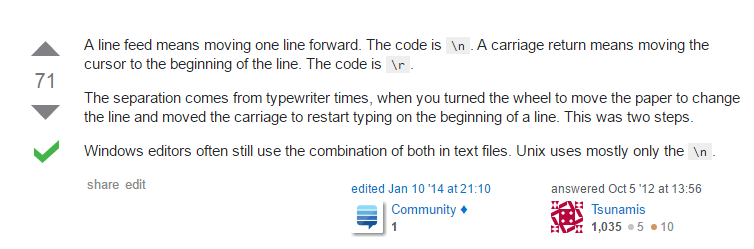 A line feed means moving one line forward. The code is \n . A carriage return means moving the
cursor to the beginning of the line. The code is \r .
71
The separation comes from typewriter times, when you turned the wheel to move the paper to change
the line and moved the carriage to restart typing on the beginning of a line. This was two steps.
Windows editors often still use the combination of both in text files. Unix uses mostly only the \n .
share edit
edited Jan 10 '14 at 21:10
Community ♦
1
answered Oct 5 '12 at 13:56
Tsunamis
1,035 ● 5 ● 10